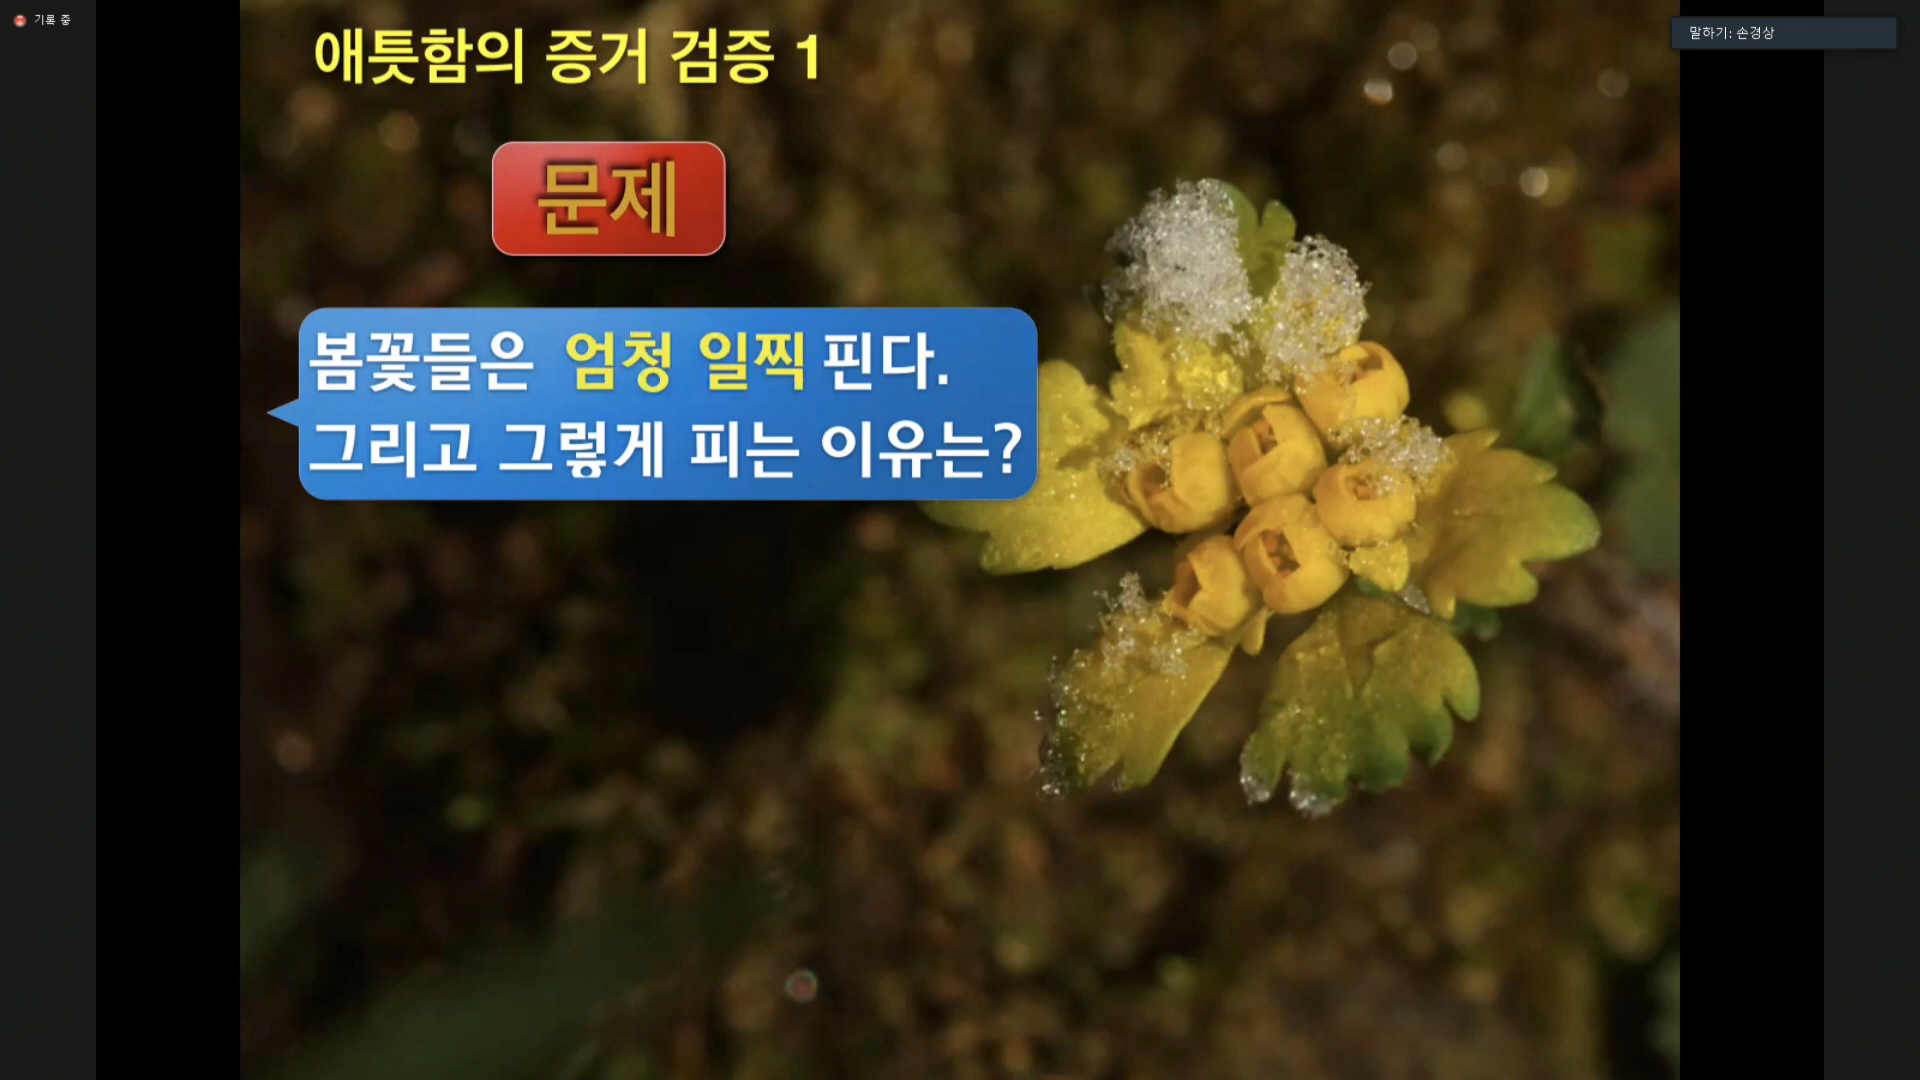 기록 중
말하기: 손경상
애틋함의 증거 검증 1
문제
봄꽃들은 엄청 일찍 핀다.
그리고 그렇게 피는 이유는?